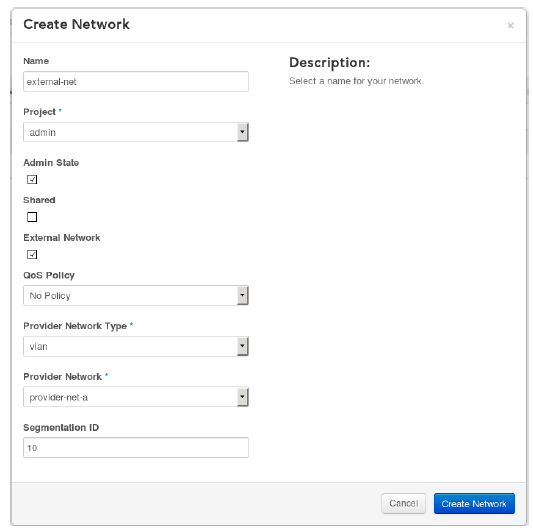 Create Network
×
Name
external-net
Project *
admin
Admin State
Shared
External Network
QoS Policy
No Policy
Provider Network Type *
vlan
Provider Network *
provider-net-a
Segmentation ID
10
Description:
Select a name for your network.
Cancel
Create Network